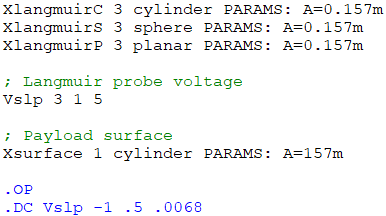 XlangmuirC 3 cylinder PARAMS: A=0.157m
XlangmuirS 3 sphere PARAMS: A=0.157m
XlangmuirP 3 planar PARAMS: A=0.157m
; Langmuir probe voltage
Vslp 3 1 5
; Payload surface
Xsurface 1 cylinder PARAMS: A=157m
.OP
.DC Vslp -1 .5 .0068